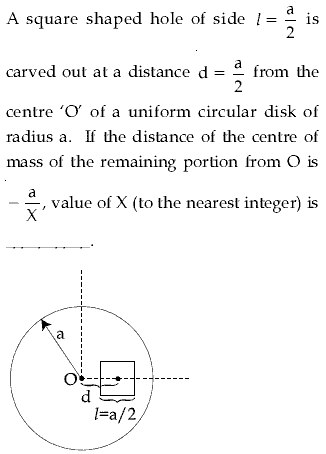 A square shaped hole of side l = a/2 is
carved out at a distance d = a/2 from the
centre 'O' of a uniform circular disk of
radius a. If the distance of the centre of
mass of the remaining portion from O is
− a/X, value of X (to the nearest integer) is
_________.
a
O
d
l=a/2